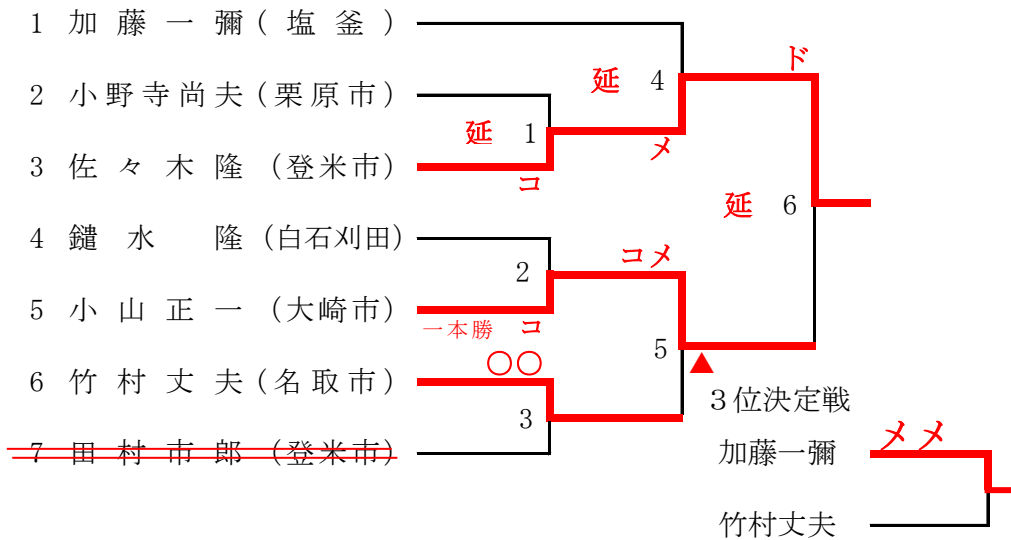 1 加藤一彌(塩釜)
2 小野寺尚夫(栗原市)
3 佐々木隆(登米市)
4 鑓水 隆(白石刈田)
5 小山正一(大崎市)
6 竹村丈夫(名取市)
7 田村市郎(登米市)
延 1
コ
2
一本勝 コ
〇〇
3
延 4
メ
コメ
5
▲
ド
延 6
3位決定戦
加藤一彌
メメ
竹村丈夫